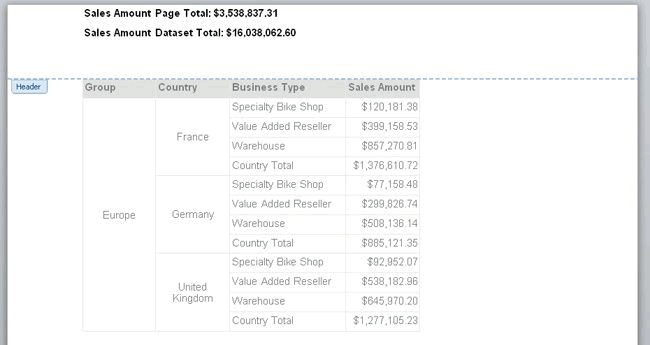 Sales Amount Page Total: $3,538,837.31
Sales Amount Dataset Total: $16,038,062.60
Header
Group Country Business Type Sales Amount
Europe
France
Specialty Bike Shop $120,181.38
Value Added Reseller $399,158.53
Warehouse $857,270.81
Country Total $1,376,610.72
Germany
Specialty Bike Shop $77,158.48
Value Added Reseller $299,826.74
Warehouse $508,136.14
Country Total $885,121.35
United
Kingdom
Specialty Bike Shop $92,952.07
Value Added Reseller $538,182.96
Warehouse $645,970.20
Country Total $1,277,105.23